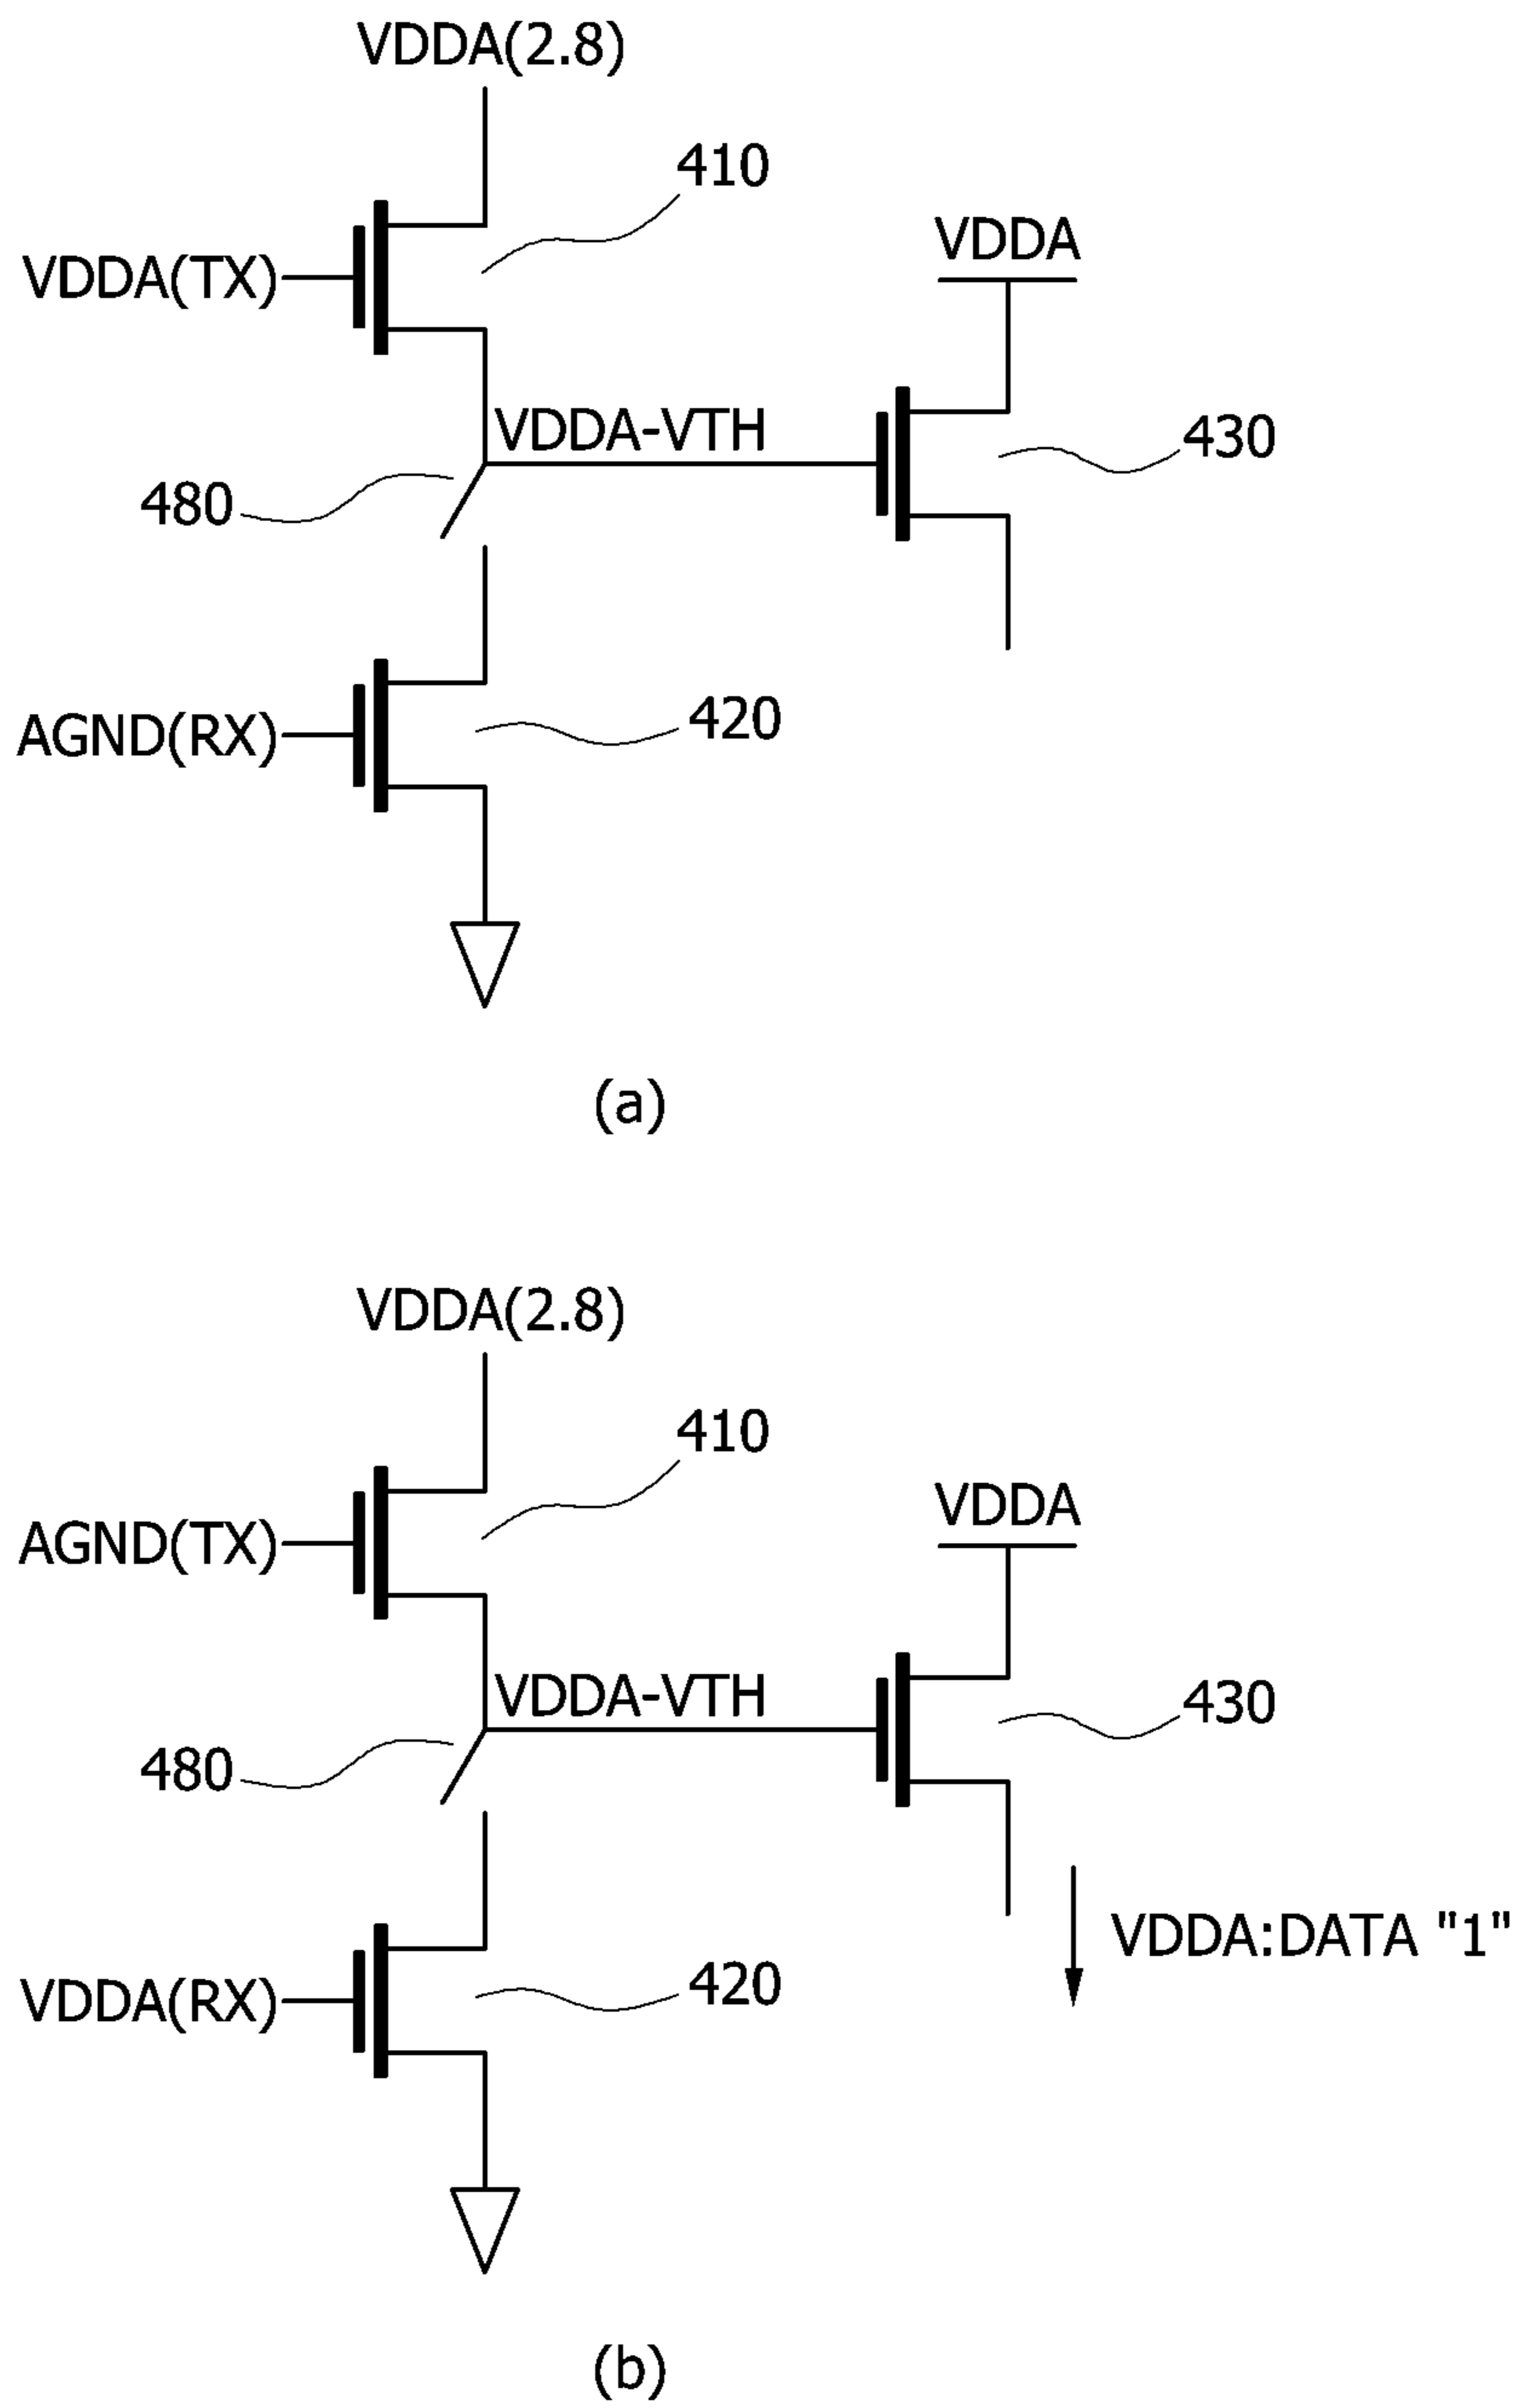 VDDA(2.8)
410
VDDA
VDDA(TX)
VDDA-VTH
430
480
420
AGND(RX)
(a)
VDDA(2.8)
410
VDDA
AGND(TX)
VDDA-VTH
430
480
VDDA:DATA "1"
420
VDDA(RX)
(b)